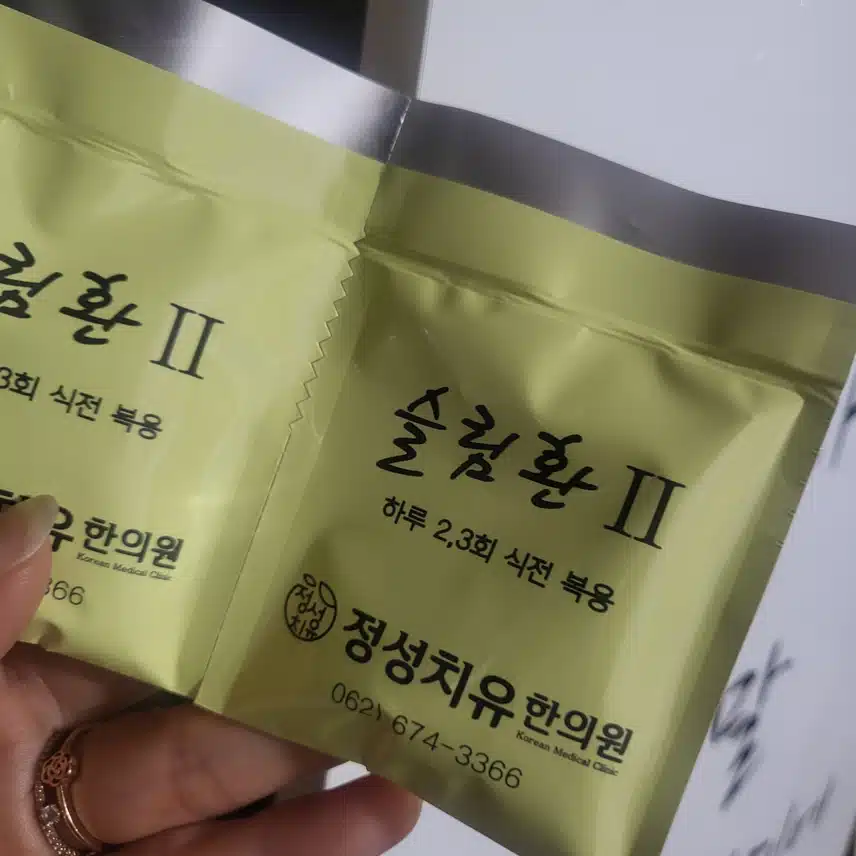 림환 II
3회 식전 복용
유 한의원
Korean Medical Clinic
366
슬림환 II
하루 2,3회 식전 복용
정성치유
정성치유 한의원
Korean Medical Clinic
062) 674-3366